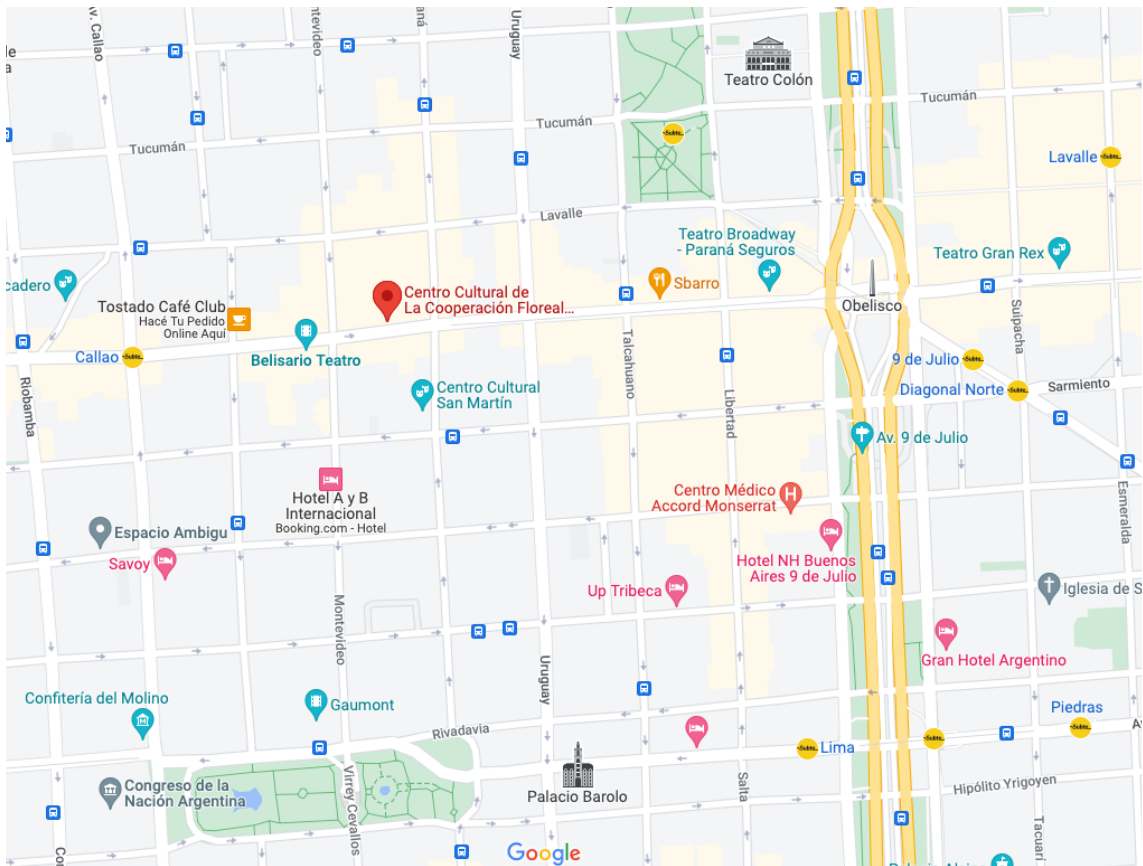 Av. Callao
Montevideo
Uruguay
Teatro Colón
Tucumán
Tucumán
Tucumán
Lavalle
Lavalle
Teatro Broadway
- Paraná Seguros
Teatro Gran Rex
Sbarro
Obelisco
Centro Cultural de
La Cooperación Floreal...
Tostado Café Club
Hacé Tu Pedido
Online Aquí
Callao
Belisario Teatro
Riobamba
Talcahuano
Libertad
Suipacha
9 de Julio
Diagonal Norte
Sarmiento
Centro Cultural
San Martín
Av. 9 de Julio
Hotel A y B
Internacional
Booking.com - Hotel
Centro Médico
Accord Monserrat
Esmeralda
Espacio Ambigu
Savoy
Hotel NH Buenos
Aires 9 de Julio
Up Tribeca
Iglesia de S
Montevideo
Uruguay
Gran Hotel Argentino
Confitería del Molino
Gaumont
Rivadavia
Piedras
Lima
Congreso de la
Nación Argentina
Virrey Cevallos
Palacio Barolo
Salta
Hipólito Yrigoyen
Tacuarí
Google